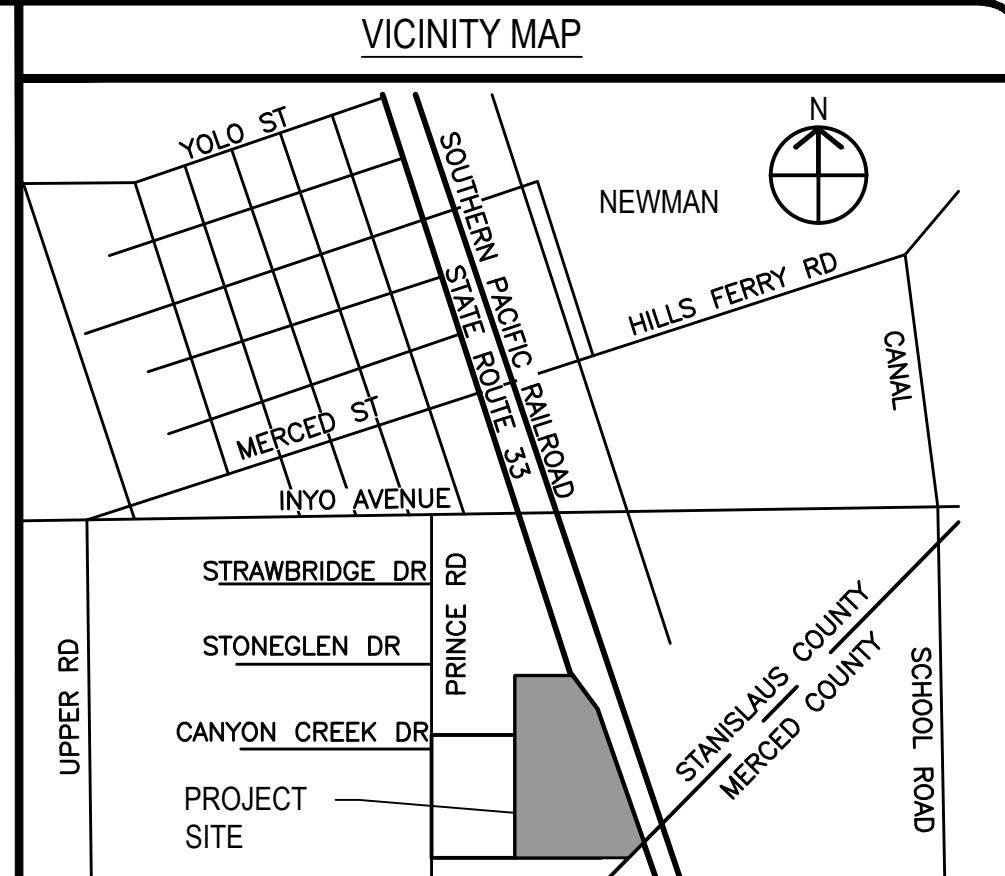 VICINITY MAP
N
YOLO ST
SOUTHERN PACIFIC RAILROAD
NEWMAN
STATE ROUTE 33
HILLS FERRY RD
CANAL
MERCED ST
INYO AVENUE
STRAWBRIDGE DR
PRINCE RD
STONEGLEN DR
UPPER RD
CANYON CREEK DR
STANISLAUS COUNTY
MERCED COUNTY
SCHOOL ROAD
PROJECT
SITE